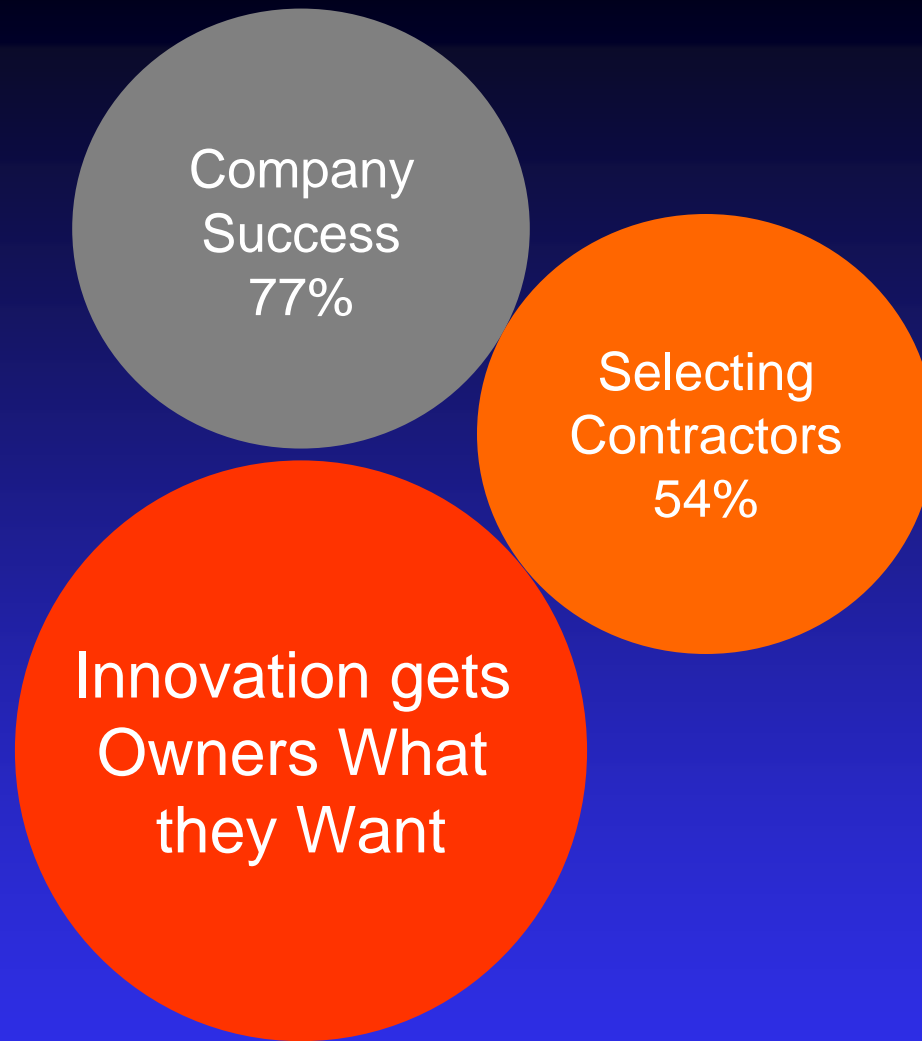 Company
Success
77%
Selecting
Contractors
54%
Innovation gets
Owners What
they Want